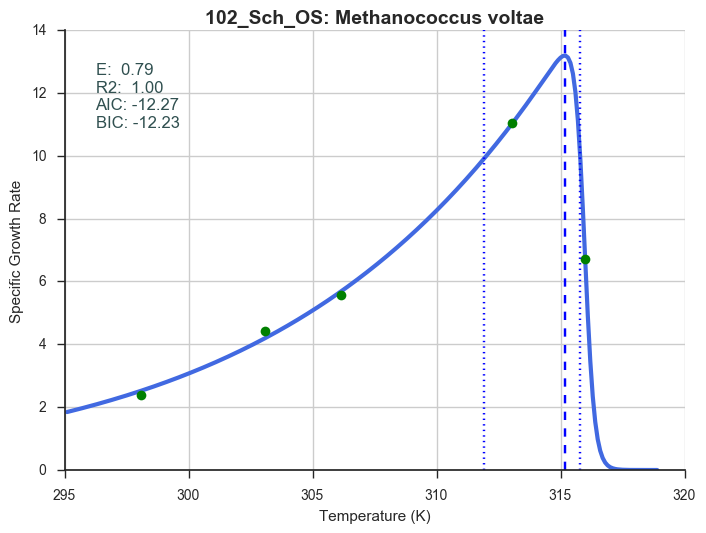 102_Sch_OS: Methanococcus voltae
E:  0.79
R2:  1.00
AIC: -12.27
BIC: -12.23
Specific Growth Rate
14
12
10
8
6
4
2
0
295 300 305 310 315 320
Temperature (K)